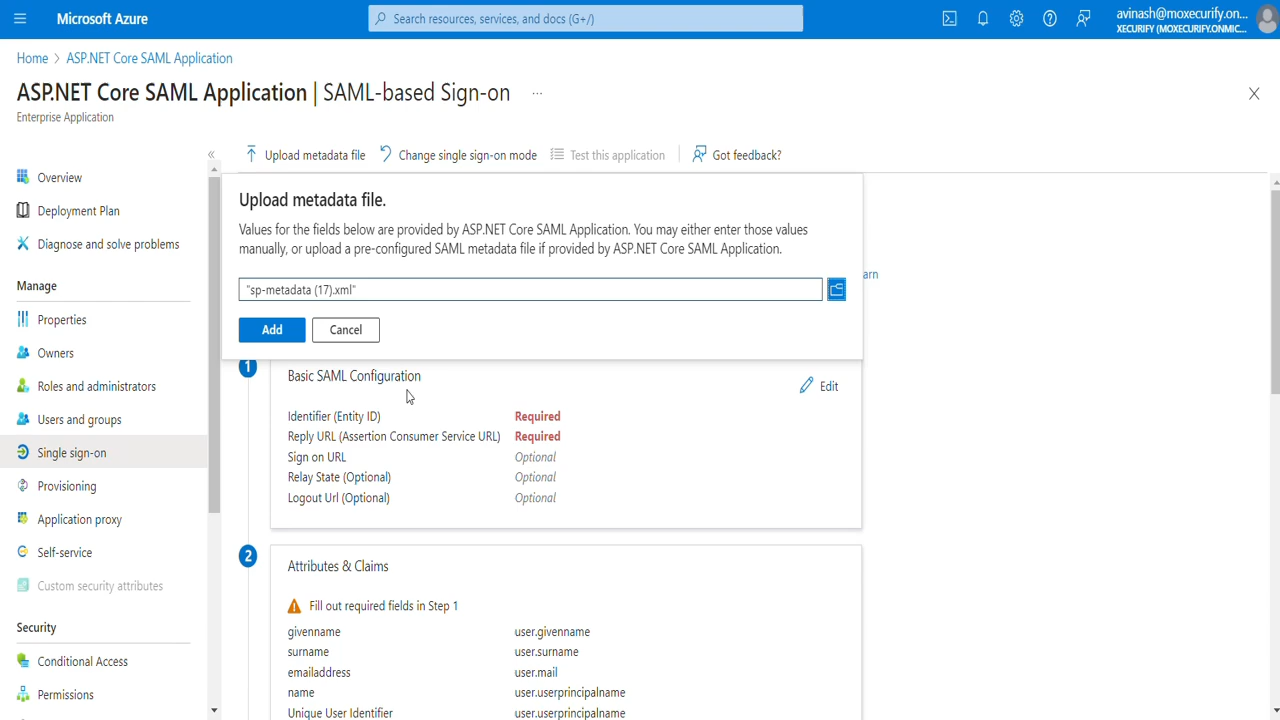 Microsoft Azure
Search resources, services, and docs (G+/)
avinash@moxecurify.on...
XECURIFY (MOXECURIFY.ONMIC...
Home > ASP.NET Core SAML Application
ASP.NET Core SAML Application | SAML-based Sign-on ...
Enterprise Application
Upload metadata file
Change single sign-on mode
Test this application
Got feedback?
Overview
Deployment Plan
Diagnose and solve problems
Manage
Properties
Owners
Roles and administrators
Users and groups
Single sign-on
Provisioning
Application proxy
Self-service
Custom security attributes
Security
Conditional Access
Permissions
Upload metadata file.
Values for the fields below are provided by ASP.NET Core SAML Application. You may either enter those values
manually, or upload a pre-configured SAML metadata file if provided by ASP.NET Core SAML Application.
arn
"sp-metadata (17).xml"
Add
Cancel
1
Basic SAML Configuration
Edit
Identifier (Entity ID) Required
Reply URL (Assertion Consumer Service URL) Required
Sign on URL Optional
Relay State (Optional) Optional
Logout Url (Optional) Optional
2
Attributes & Claims
Fill out required fields in Step 1
givenname user.givenname
surname user.surname
emailaddress user.mail
name user.userprincipalname
Unique User Identifier user.userprincipalname